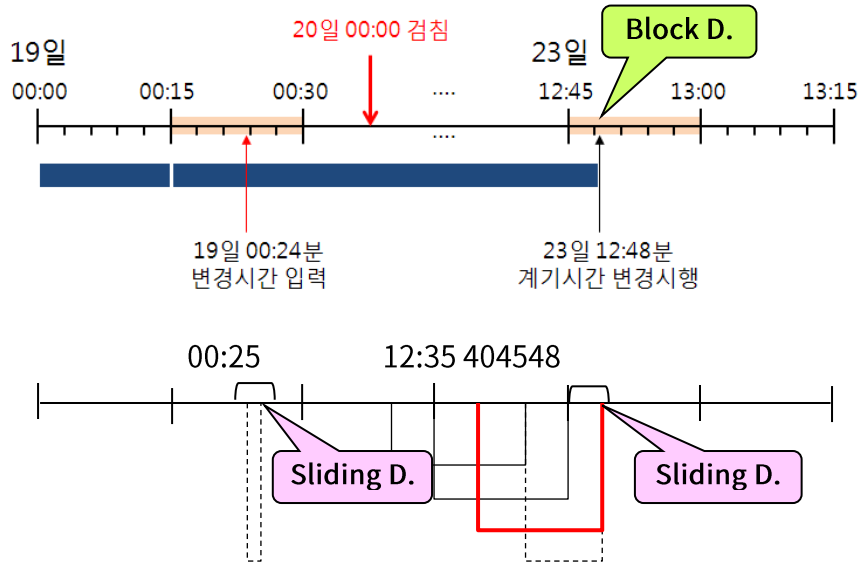 20일 00:00 검침
Block D.
19일
23일
00:00
00:15
00:30
....
12:45
13:00
13:15
....
19일 00:24분
변경시간 입력
23일 12:48분
계기시간 변경시행
00:25
12:35 404548
Sliding D.
Sliding D.